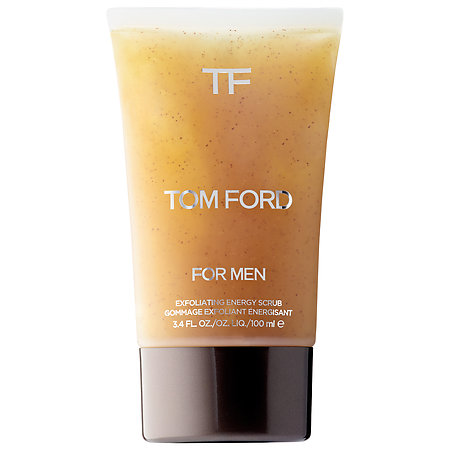 TF
TOM FORD
FOR MEN
EXFOLIATING ENERGY SCRUB
GOMMAGE EXFOLIANT ENERGISANT
3.4 FL. OZ./OZ. LIQ./100 ml ℮